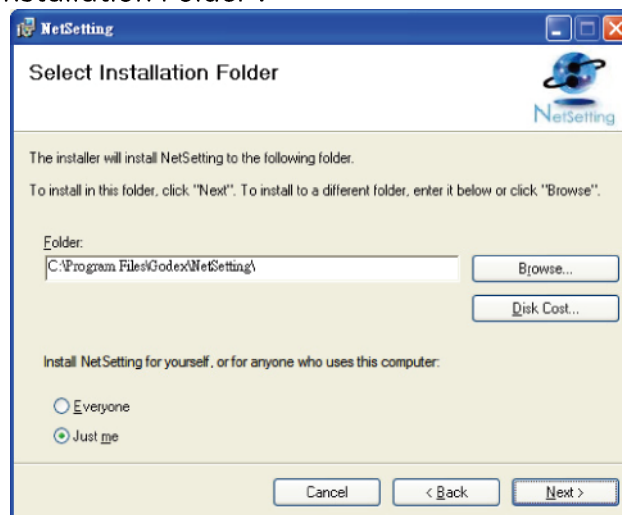 NetSetting
Select Installation Folder
NetSetting
The installer will install NetSetting to the following folder.
To install in this folder, click "Next". To install to a different folder, enter it below or click "Browse".
Folder:
C:\Program Files\Godex\NetSetting\
Browse...
Disk Cost...
Install NetSetting for yourself, or for anyone who uses this computer:
Everyone
Just me
Cancel
< Back
Next >